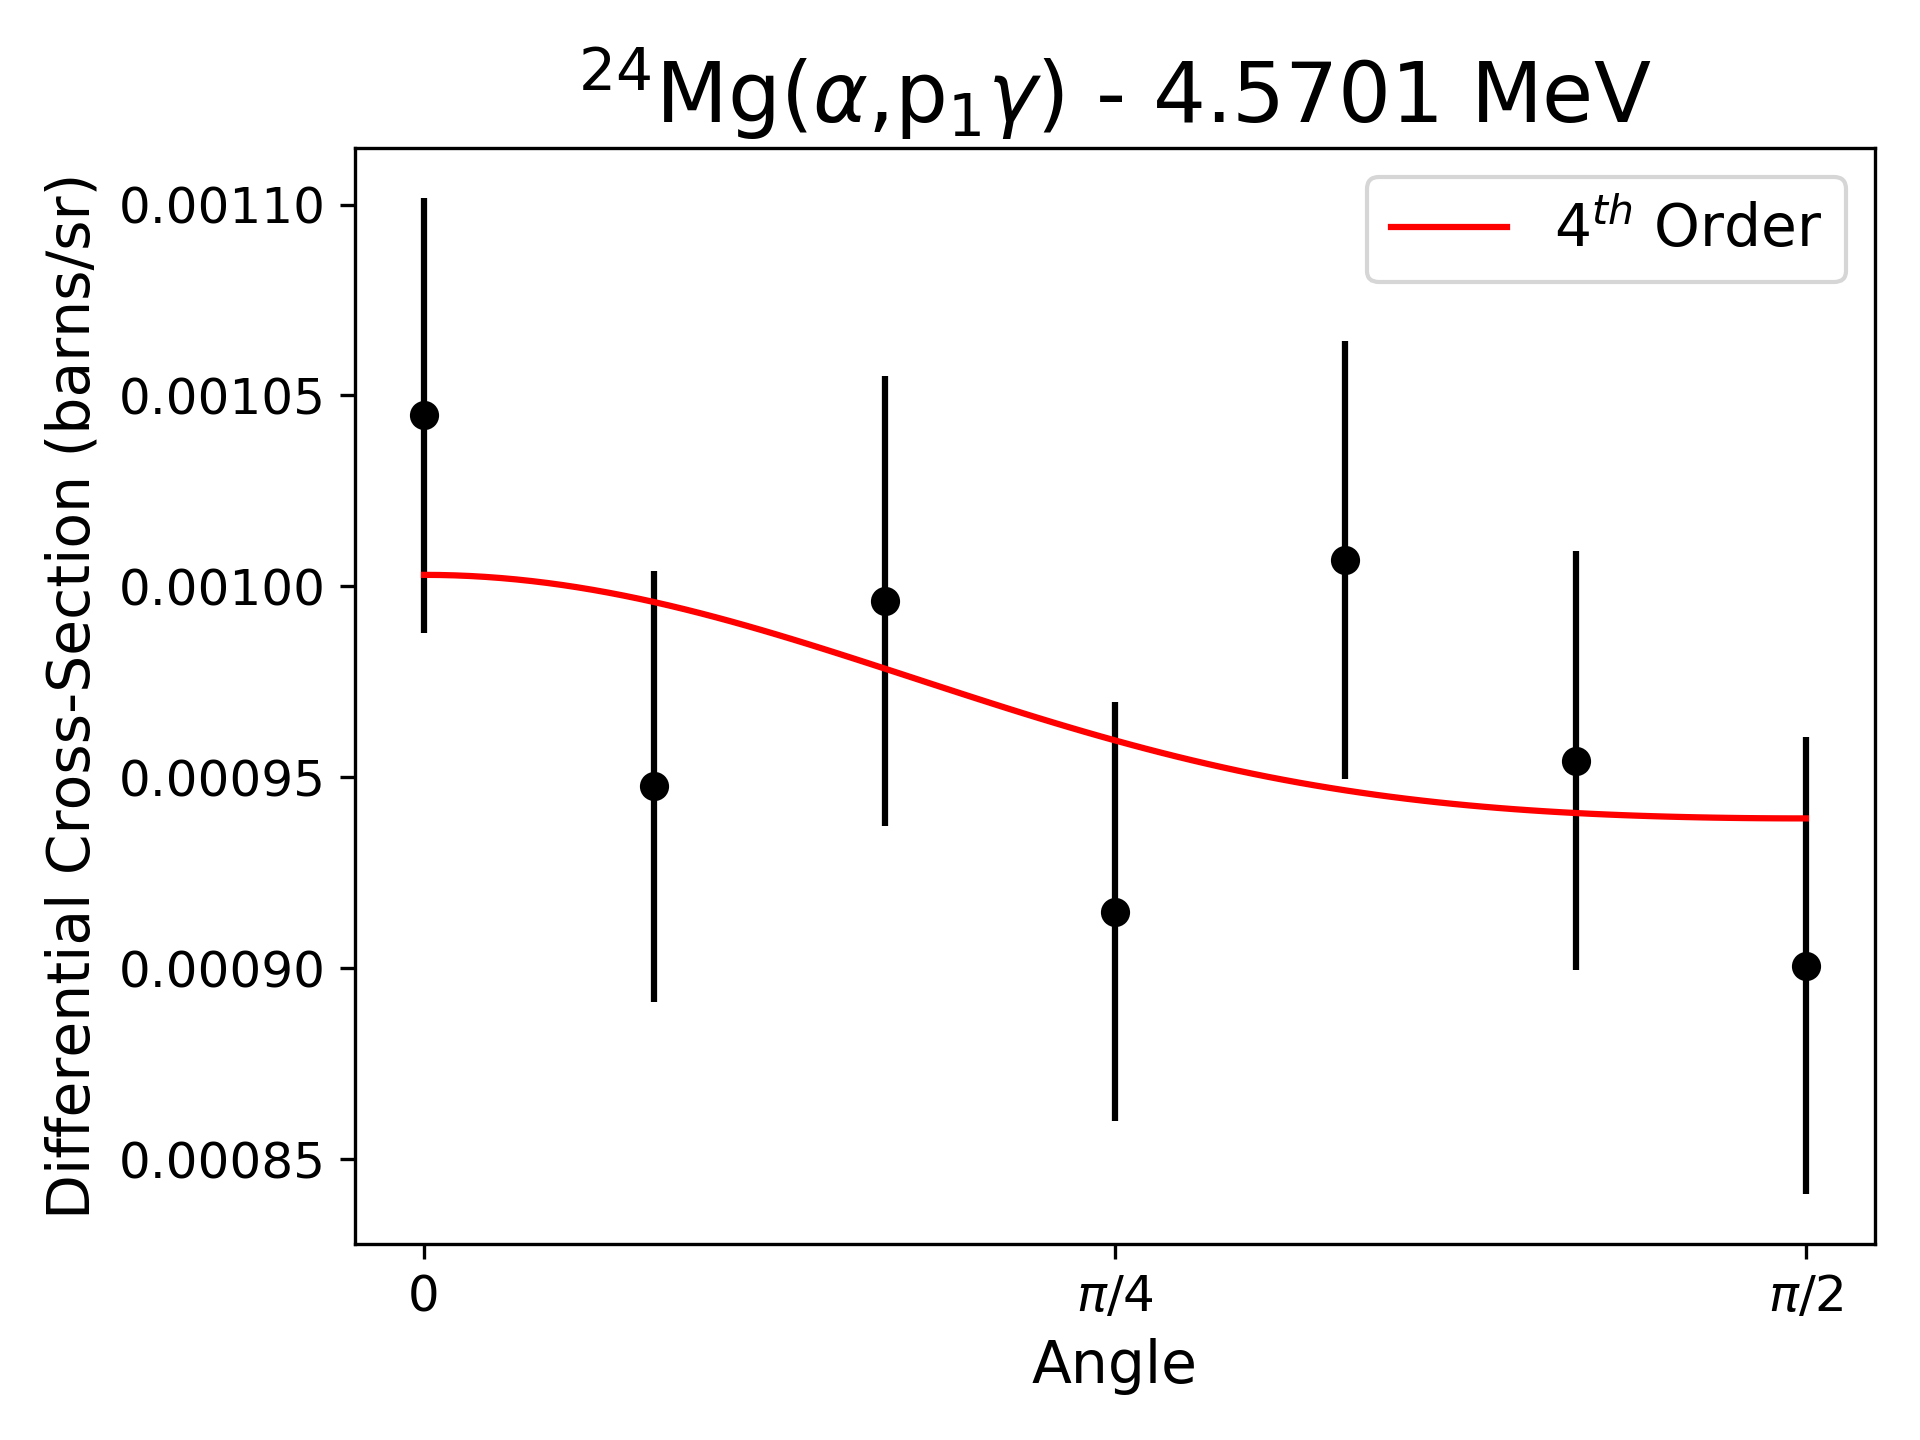 ²⁴Mg(α,p₁γ) - 4.5701 MeV
Differential Cross-Section (barns/sr)
0.00110
0.00105
0.00100
0.00095
0.00090
0.00085
4ᵗʰ Order
0 π/4 π/2
Angle